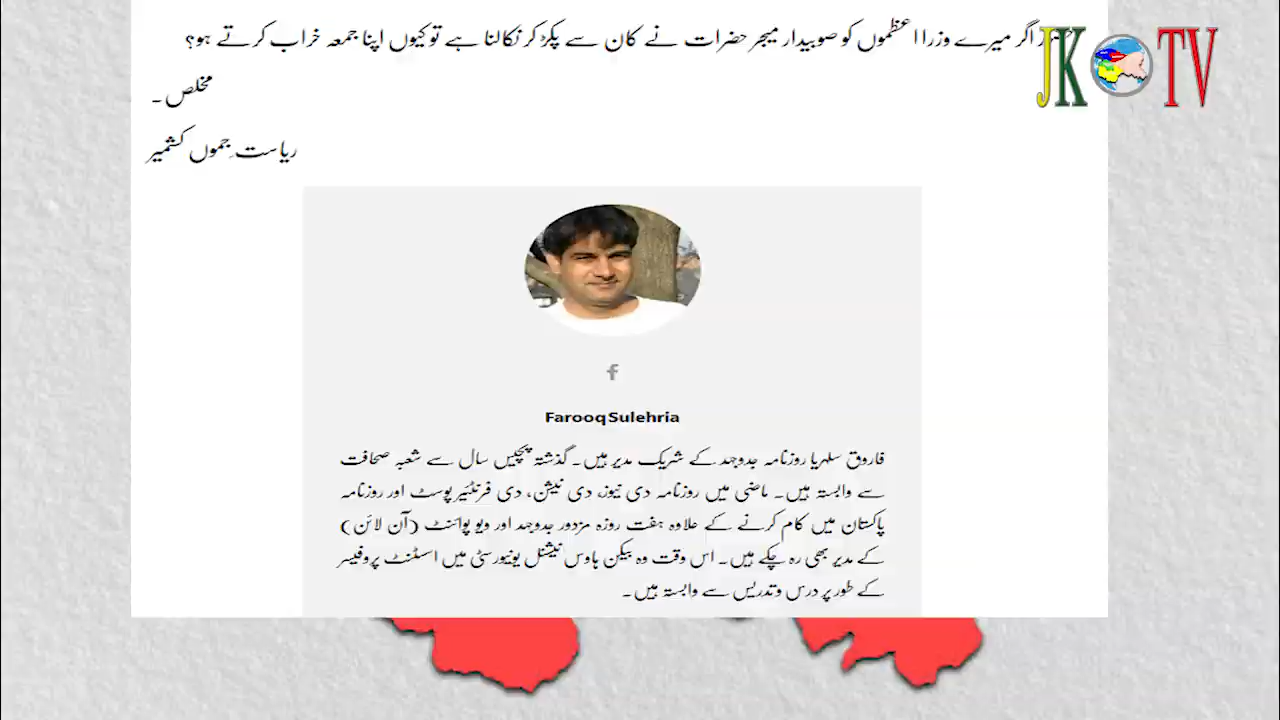 اگر میرے وزرا اعظموں کو صوبیدار میجر حضرات نے کان سے پکڑ کر نکالنا ہے تو کیوں اپنا جمعہ خراب کرتے ہو؟
JK TV
مخلص۔
ریاستِ جموں کشمیر
f
Farooq Sulehria
فاروق سلہریا روزنامہ جدوجہد کے شریک مدیر ہیں۔ گذشتہ پچیس سال سے شعبہ صحافت
سے وابستہ ہیں۔ ماضی میں روزنامہ دی نیوز، دی نیشن، دی فرنٹئیر پوسٹ اور روزنامہ
پاکستان میں کام کرنے کے علاوہ ہفت روزہ مزدور جدوجہد اور ویو پوائنٹ (آن لائن)
کے مدیر بھی رہ چکے ہیں۔ اس وقت وہ بیکن ہاوس نیشنل یونیورسٹی میں اسسٹنٹ پروفیسر
کے طور پر درس و تدریس سے وابستہ ہیں۔